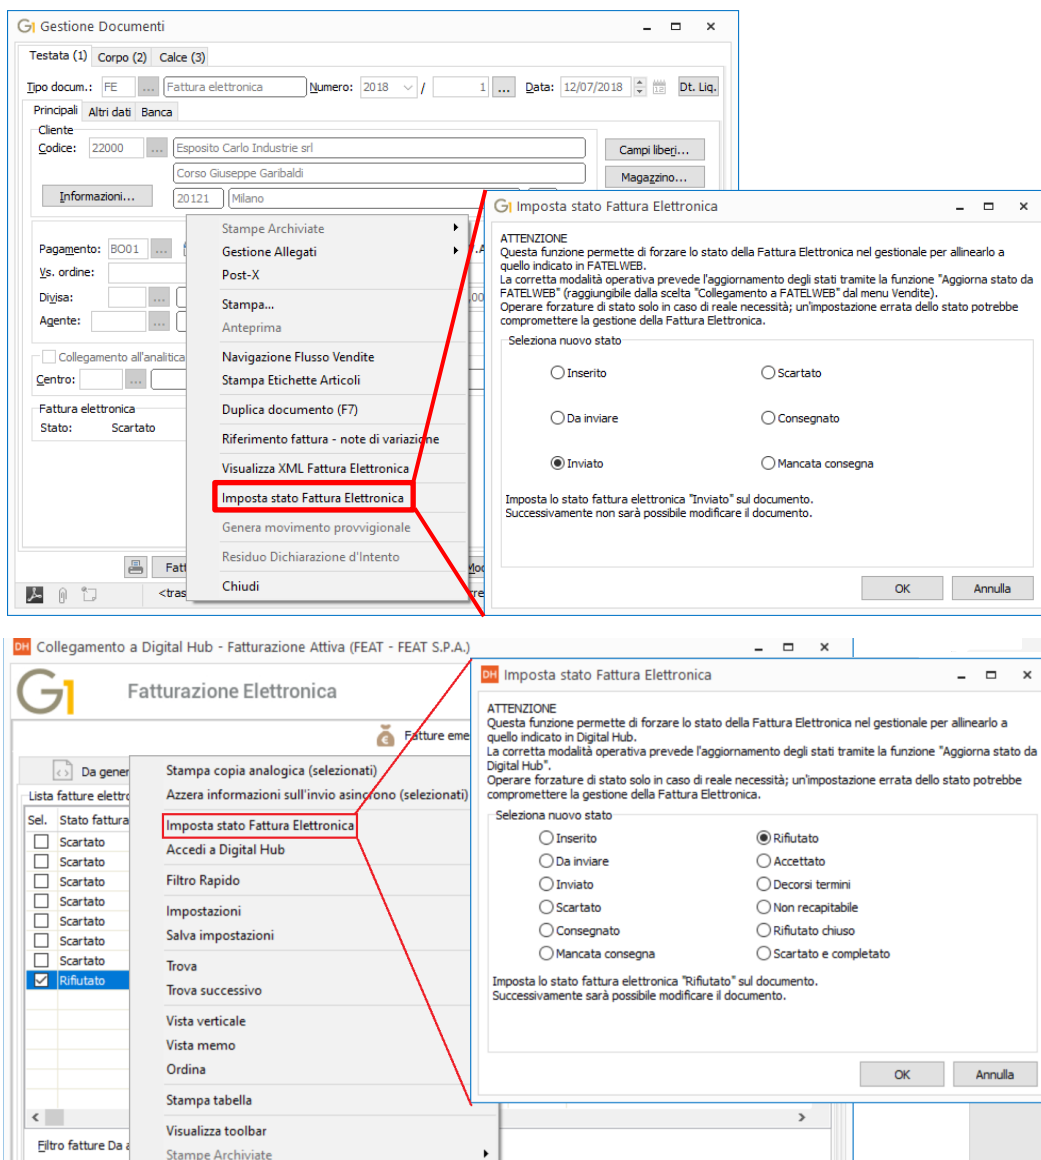 G1 Gestione Documenti
Testata (1) Corpo (2) Calce (3)
Tipo docum.: FE ... Fattura elettronica Numero: 2018 / 1 ... Data: 12/07/2018 Dt. Liq.
Principali Altri dati Banca
Cliente
Codice: 22000 ... Esposito Carlo Industrie srl Campi liberi...
Corso Giuseppe Garibaldi Magazzino...
Informazioni... 20121 Milano
Pagamento: BO01 ...
Vs. ordine:
Divisa: ...
Agente: ...
Collegamento all'analitica
Centro: ...
Fattura elettronica
Stato: Scartato
Stampe Archiviate
Gestione Allegati
Post-X
Stampa...
Anteprima
Navigazione Flusso Vendite
Stampa Etichette Articoli
Duplica documento (F7)
Riferimento fattura - note di variazione
Visualizza XML Fattura Elettronica
Imposta stato Fattura Elettronica
Genera movimento provvigionale
Residuo Dichiarazione d'Intento
Chiudi
G1 Imposta stato Fattura Elettronica
ATTENZIONE
Questa funzione permette di forzare lo stato della Fattura Elettronica nel gestionale per allinearlo a
quello indicato in FATELWEB.
La corretta modalità operativa prevede l'aggiornamento degli stati tramite la funzione "Aggiorna stato da
FATELWEB" (raggiungibile dalla scelta "Collegamento a FATELWEB" dal menu Vendite).
Operare forzature di stato solo in caso di reale necessità; un'impostazione errata dello stato potrebbe
compromettere la gestione della Fattura Elettronica.
Seleziona nuovo stato
Inserito Scartato
Da inviare Consegnato
Inviato Mancata consegna
Imposta lo stato fattura elettronica "Inviato" sul documento.
Successivamente non sarà possibile modificare il documento.
OK Annulla
DH Collegamento a Digital Hub - Fatturazione Attiva (FEAT - FEAT S.P.A.)
G1 Fatturazione Elettronica
Fatture eme
Da gener
Lista fatture elettro
Sel. Stato fattura
Scartato
Scartato
Scartato
Scartato
Scartato
Scartato
Scartato
Rifiutato
Filtro fatture Da a
Stampa copia analogica (selezionati)
Azzera informazioni sull'invio asincrono (selezionati)
Imposta stato Fattura Elettronica
Accedi a Digital Hub
Filtro Rapido
Impostazioni
Salva impostazioni
Trova
Trova successivo
Vista verticale
Vista memo
Ordina
Stampa tabella
Visualizza toolbar
Stampe Archiviate
DH Imposta stato Fattura Elettronica
ATTENZIONE
Questa funzione permette di forzare lo stato della Fattura Elettronica nel gestionale per allinearlo a
quello indicato in Digital Hub.
La corretta modalità operativa prevede l'aggiornamento degli stati tramite la funzione "Aggiorna stato da
Digital Hub".
Operare forzature di stato solo in caso di reale necessità; un'impostazione errata dello stato potrebbe
compromettere la gestione della Fattura Elettronica.
Seleziona nuovo stato
Inserito Rifiutato
Da inviare Accettato
Inviato Decorsi termini
Scartato Non recapitabile
Consegnato Rifiutato chiuso
Mancata consegna Scartato e completato
Imposta lo stato fattura elettronica "Rifiutato" sul documento.
Successivamente sarà possibile modificare il documento.
OK Annulla